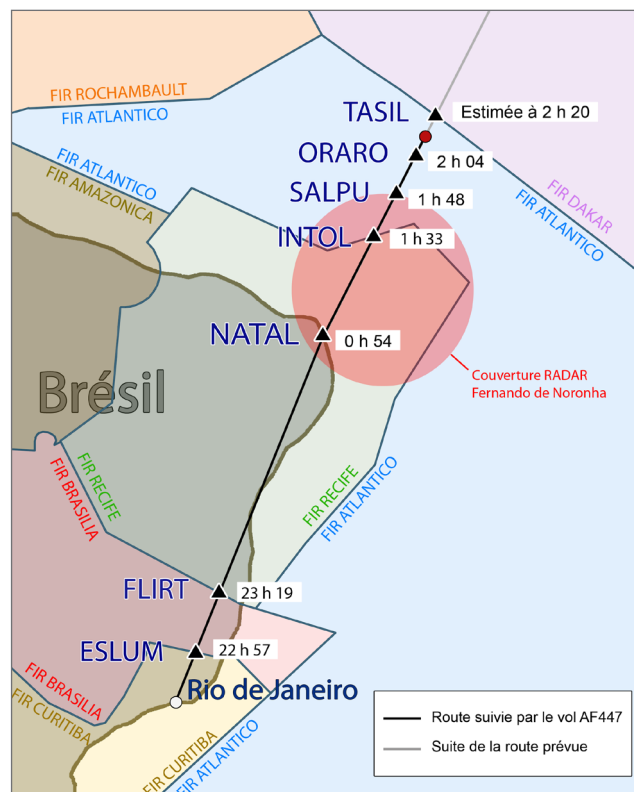 FIR ROCHAMBAULT
FIR ATLANTICO
TASIL
Estimée à 2 h 20
ORARO
2 h 04
FIR ATLANTICO
FIR AMAZONICA
SALPU
1 h 48
FIR DAKAR
FIR ATLANTICO
INTOL
1 h 33
NATAL
0 h 54
Couverture RADAR
Fernando de Noronha
Brésil
FIR RECIFE
FIR BRASILIA
FIR RECIFE
FIR ATLANTICO
FLIRT
23 h 19
ESLUM
22 h 57
Rio de Janeiro
FIR BRASILIA
FIR CURITIBA
FIR CURITIBA
FIR ATLANTICO
Route suivie par le vol AF447
Suite de la route prévue